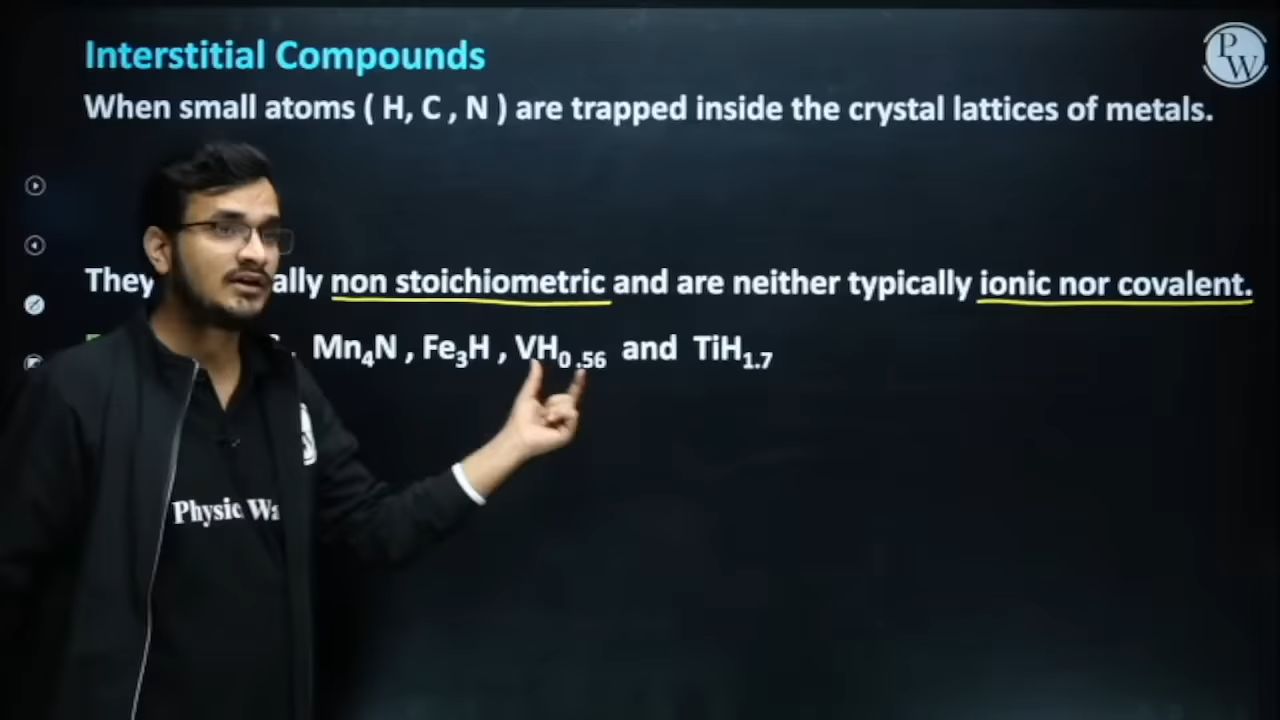 Interstitial Compounds
PW
When small atoms ( H, C , N ) are trapped inside the crystal lattices of metals.
They ally non stoichiometric and are neither typically ionic nor covalent.
, Mn₄N , Fe₃H , VH₀.₅₆ and TiH₁.₇
Physic Wa